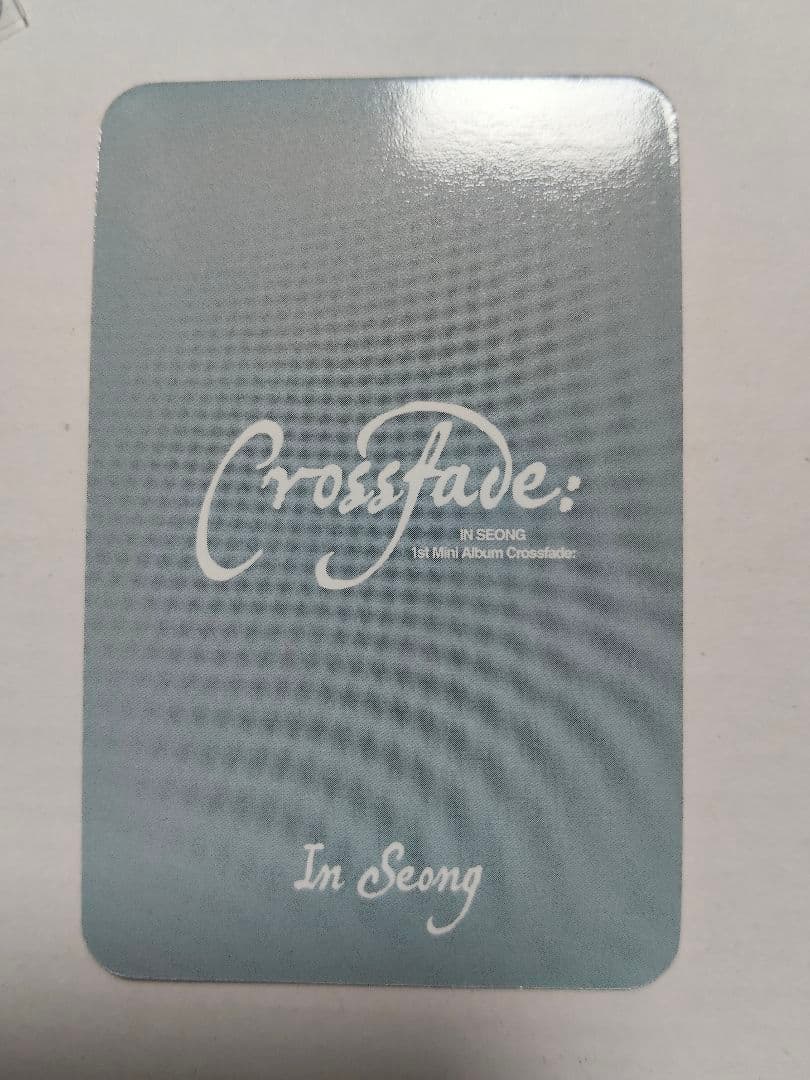 Crossfade:
IN SEONG
1st Mini Album Crossfade:
In Seong